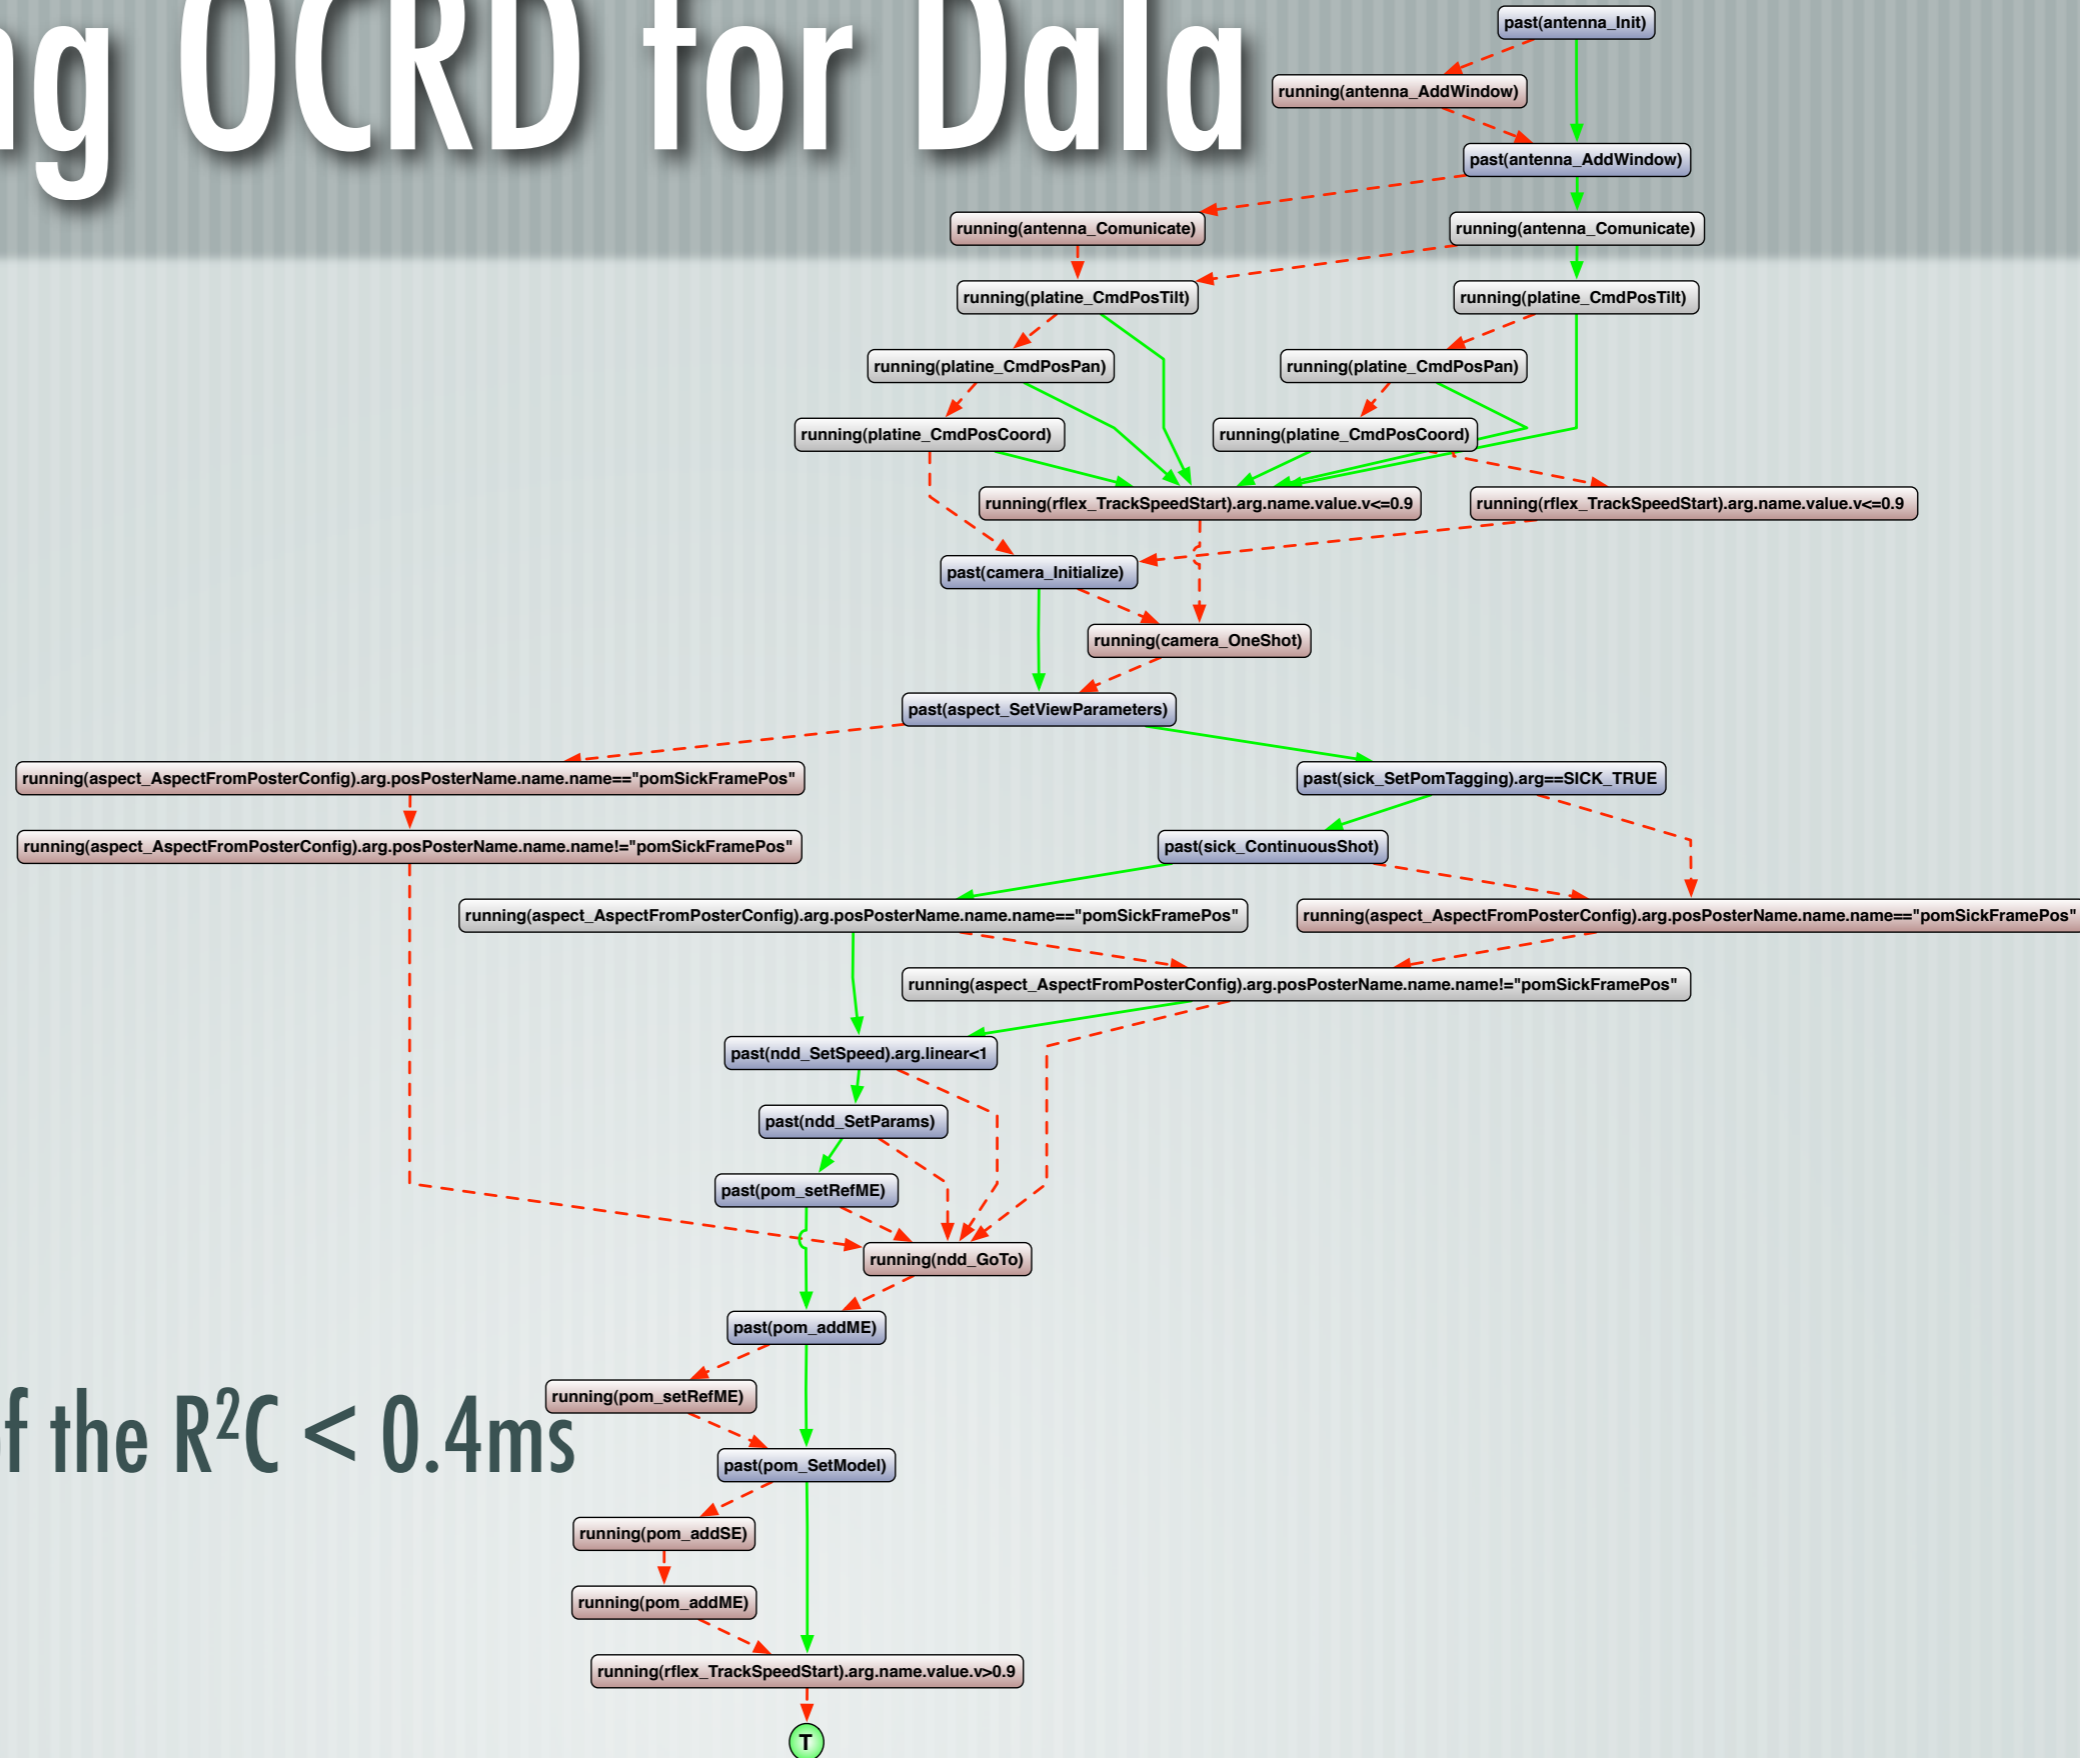 ng OCRD for Dala
past(antenna_Init)
running(antenna_AddWindow)
past(antenna_AddWindow)
running(antenna_Comunicate)
running(antenna_Comunicate)
running(platine_CmdPosTilt)
running(platine_CmdPosTilt)
running(platine_CmdPosPan)
running(platine_CmdPosPan)
running(platine_CmdPosCoord)
running(platine_CmdPosCoord)
running(rflex_TrackSpeedStart).arg.name.value.v<=0.9
running(rflex_TrackSpeedStart).arg.name.value.v<=0.9
past(camera_Initialize)
running(camera_OneShot)
past(aspect_SetViewParameters)
running(aspect_AspectFromPosterConfig).arg.posPosterName.name.name=="pomSickFramePos"
past(sick_SetPomTagging).arg==SICK_TRUE
running(aspect_AspectFromPosterConfig).arg.posPosterName.name.name!="pomSickFramePos"
past(sick_ContinuousShot)
running(aspect_AspectFromPosterConfig).arg.posPosterName.name.name=="pomSickFramePos"
running(aspect_AspectFromPosterConfig).arg.posPosterName.name.name=="pomSickFramePos"
running(aspect_AspectFromPosterConfig).arg.posPosterName.name.name!="pomSickFramePos"
past(ndd_SetSpeed).arg.linear<1
past(ndd_SetParams)
past(pom_setRefME)
running(ndd_GoTo)
past(pom_addME)
running(pom_setRefME)
f the R²C < 0.4ms
past(pom_SetModel)
running(pom_addSE)
running(pom_addME)
running(rflex_TrackSpeedStart).arg.name.value.v>0.9
T